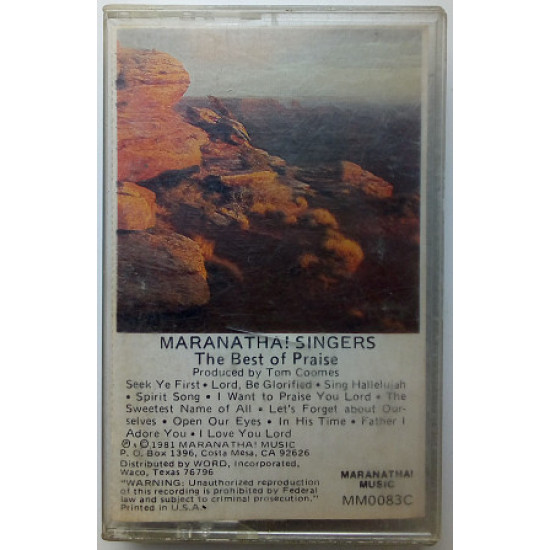 MARANATHA! SINGERS
The Best of Praise
Produced by Tom Coomes
Seek Ye First • Lord, Be Glorified • Sing Hallelujah
• Spirit Song • I Want to Praise You Lord • The
Sweetest Name of All • Let's Forget about Our-
selves • Open Our Eyes • In His Time • Father I
Adore You • I Love You Lord
℗ & © 1981 MARANATHA! MUSIC
P. O. Box 1396, Costa Mesa, CA 92626
Distributed by WORD, Incorporated,
Waco, Texas 76796
"WARNING: Unauthorized reproduction
of this recording is prohibited by Federal
law and subject to criminal prosecution."
Printed in U.S.A.
MARANATHA!
MUSIC
MM0083C